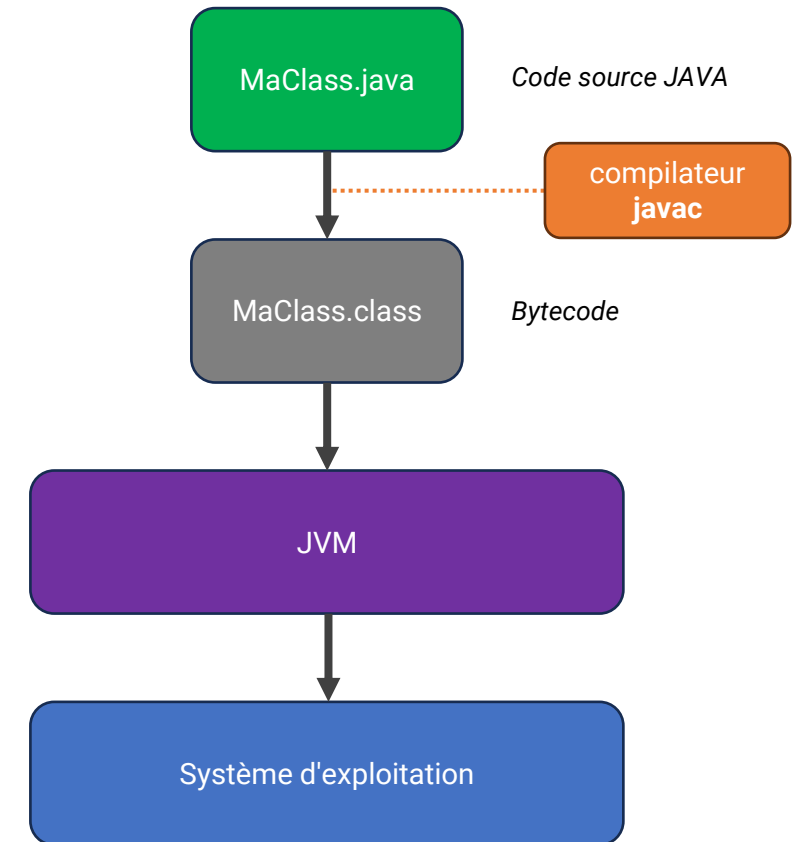 MaClass.java
Code source JAVA
compilateur
javac
MaClass.class
Bytecode
JVM
Système d'exploitation